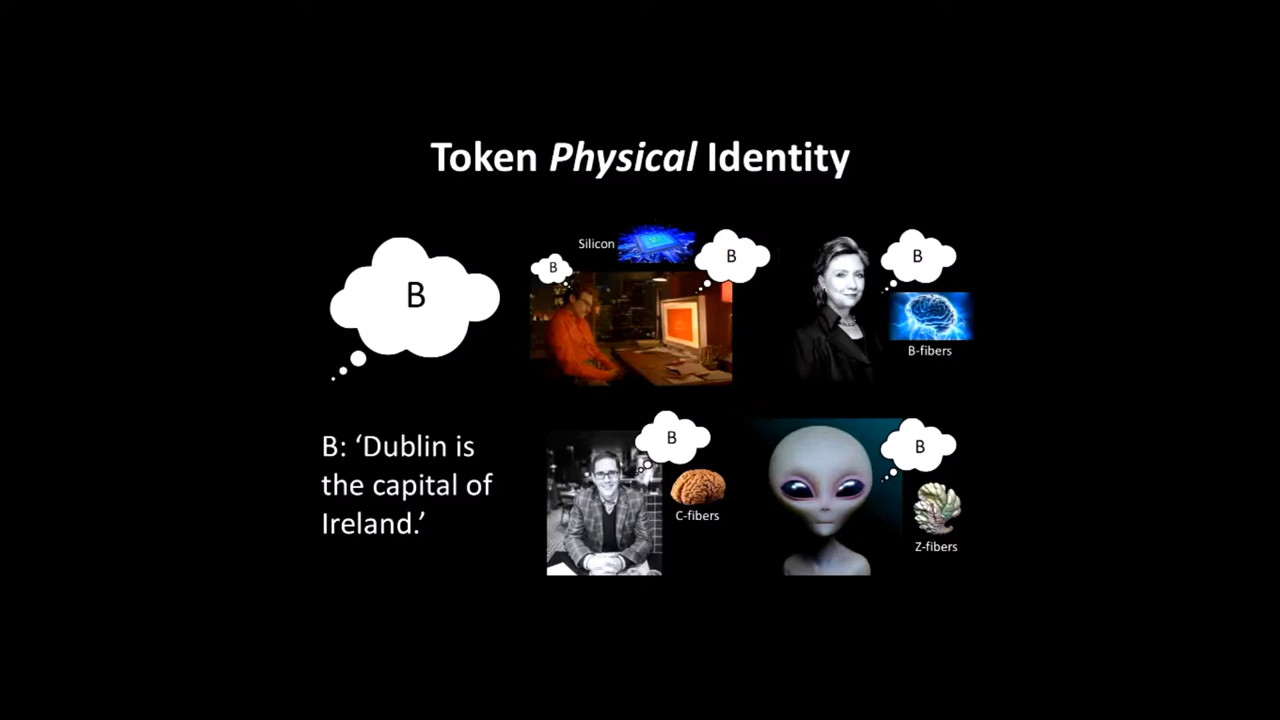 Token Physical Identity
B
B: ‘Dublin is
the capital of
Ireland.’
Silicon
B
B
B
B-fibers
B
C-fibers
B
Z-fibers